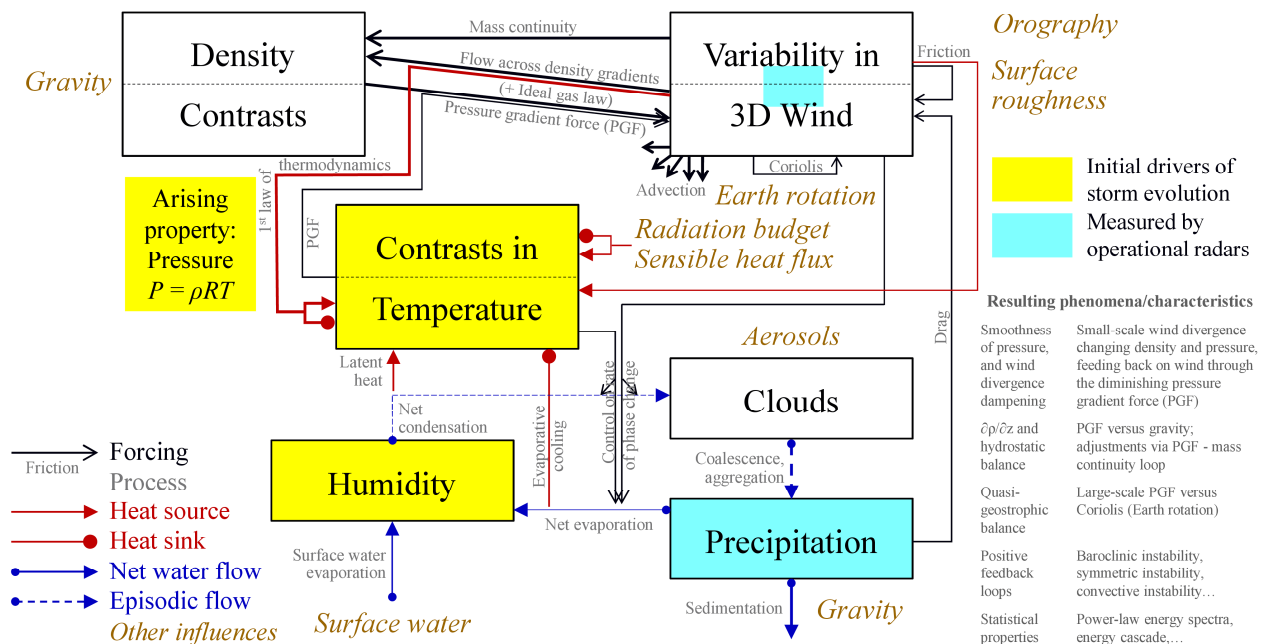 Density
Contrasts
Gravity
Mass continuity
Flow across density gradients
(+ Ideal gas law)
Pressure gradient force (PGF)
Variability in
3D Wind
Friction
Orography
Surface
roughness
thermodynamics
1st law of
PGF
Advection
Coriolis
Earth rotation
Arising
property:
Pressure
P = ρRT
Contrasts in
Temperature
Radiation budget
Sensible heat flux
Initial drivers of
storm evolution
Measured by
operational radars
Drag
Latent
heat
Net
condensation
Evaporative
cooling
Control on rate
of phase change
Aerosols
Clouds
Coalescence,
aggregation
Humidity
Net evaporation
Precipitation
Surface water
evaporation
Surface water
Sedimentation
Gravity
Forcing
Friction
Process
Heat source
Heat sink
Net water flow
Episodic flow
Other influences
Resulting phenomena/characteristics
Smoothness
of pressure,
and wind
divergence
dampening
Small-scale wind divergence
changing density and pressure,
feeding back on wind through
the diminishing pressure
gradient force (PGF)
∂ρ/∂z and
hydrostatic
balance
PGF versus gravity;
adjustments via PGF - mass
continuity loop
Quasi-
geostrophic
balance
Large-scale PGF versus
Coriolis (Earth rotation)
Positive
feedback
loops
Baroclinic instability,
symmetric instability,
convective instability…
Statistical
properties
Power-law energy spectra,
energy cascade,…